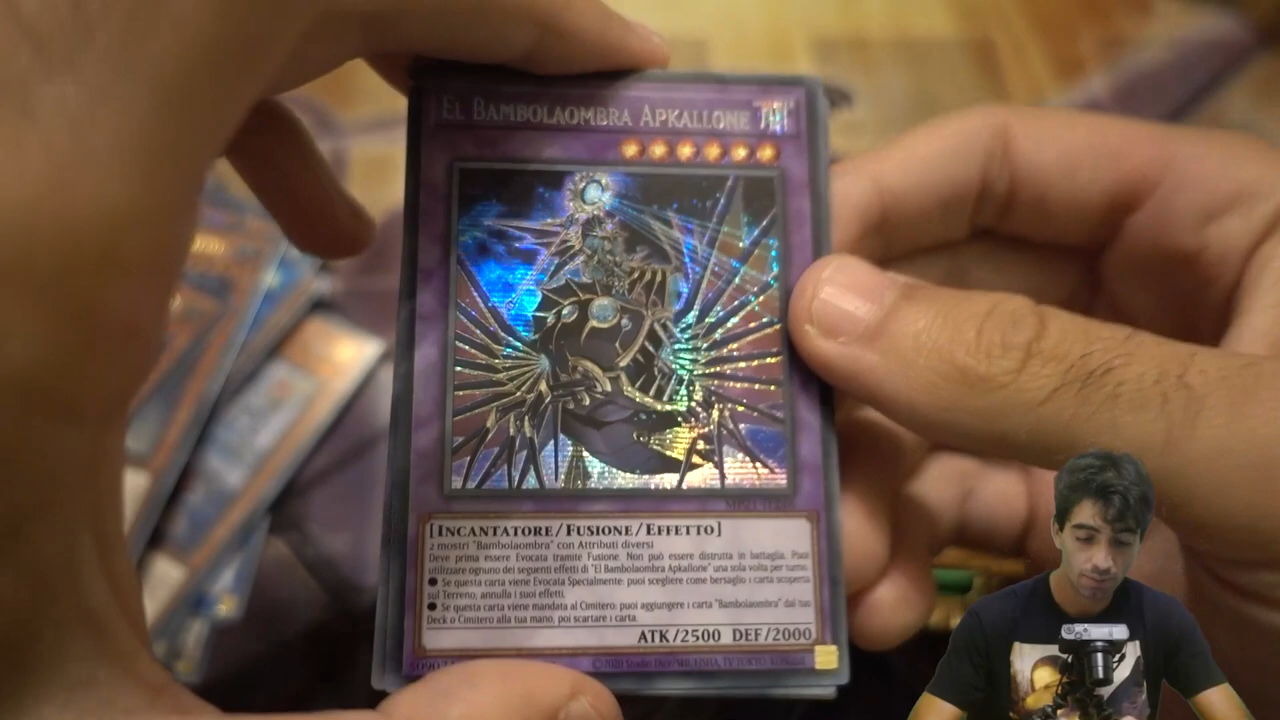 EL BAMBOLAOMBRA APKALLONE
[INCANTATORE/FUSIONE/EFFETTO]
2 mostri "Bambolaombra" con Attributi diversi
Deve prima essere Evocata tramite Fusione. Non può essere distrutta in battaglia. Puoi
utilizzare ognuno dei seguenti effetti di "El Bambolaombra Apkallone" una sola volta per turno.
● Se questa carta viene Evocata Specialmente: puoi scegliere come bersaglio 1 carta scoperta
sul Terreno; annulla i suoi effetti.
● Se questa carta viene mandata al Cimitero: puoi aggiungere 1 carta "Bambolaombra" dal tuo
Deck o Cimitero alla tua mano, poi scartare 1 carta.
ATK/2500 DEF/2000
©2020 Studio Dice/SHUEISHA, TV TOKYO, KONAMI